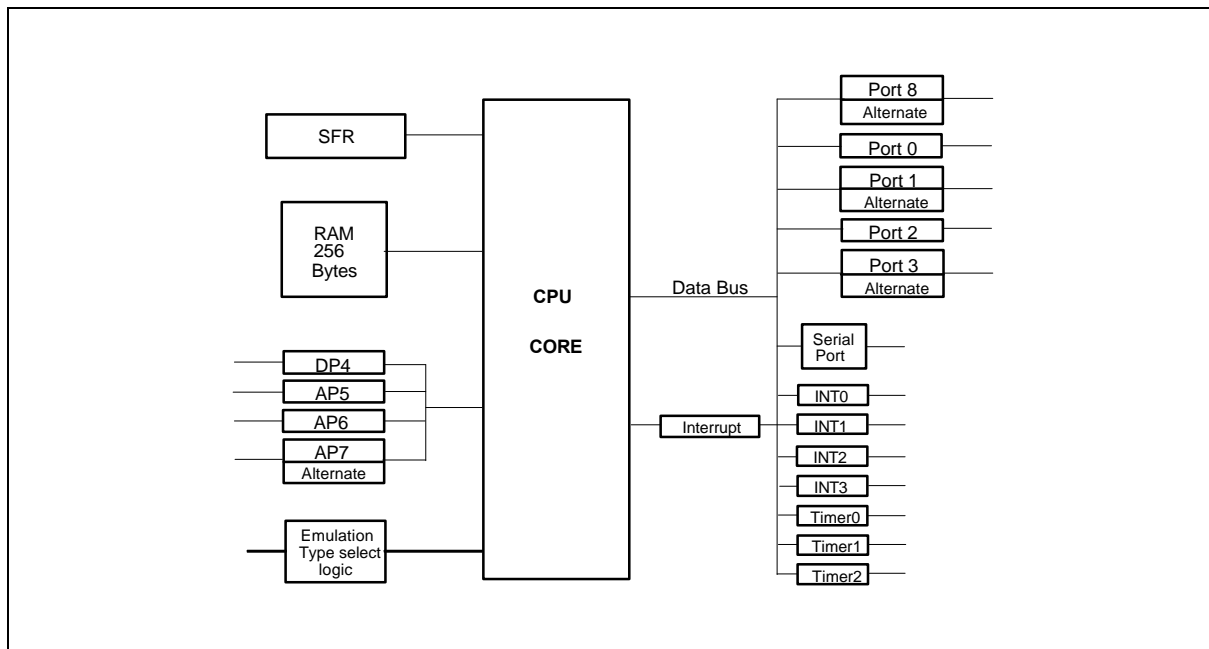 SFR
RAM
256
Bytes
DP4
AP5
AP6
AP7
Alternate
Emulation
Type select
logic
CPU
CORE
Data Bus
Interrupt
Port 8
Alternate
Port 0
Port 1
Alternate
Port 2
Port 3
Alternate
Serial
Port
INT0
INT1
INT2
INT3
Timer0
Timer1
Timer2